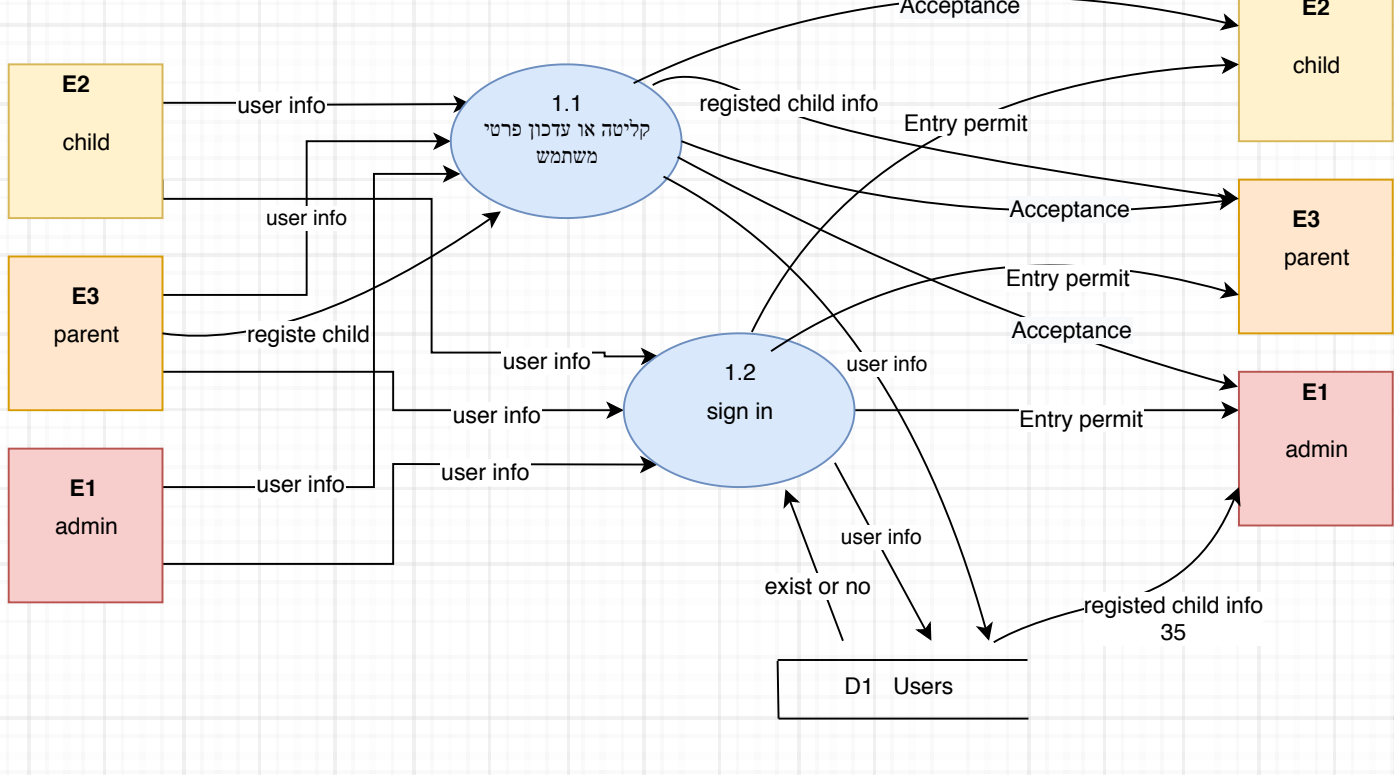 Acceptance
E2
child
E2
child
user info
1.1
קליטה או עדכון פרטי
משתמש
registed child info
Entry permit
user info
Acceptance
E3
parent
E3
parent
registe child
Entry permit
Acceptance
user info
user info
1.2
sign in
user info
Entry permit
E1
admin
E1
admin
user info
user info
user info
exist or no
registed child info
35
D1 Users